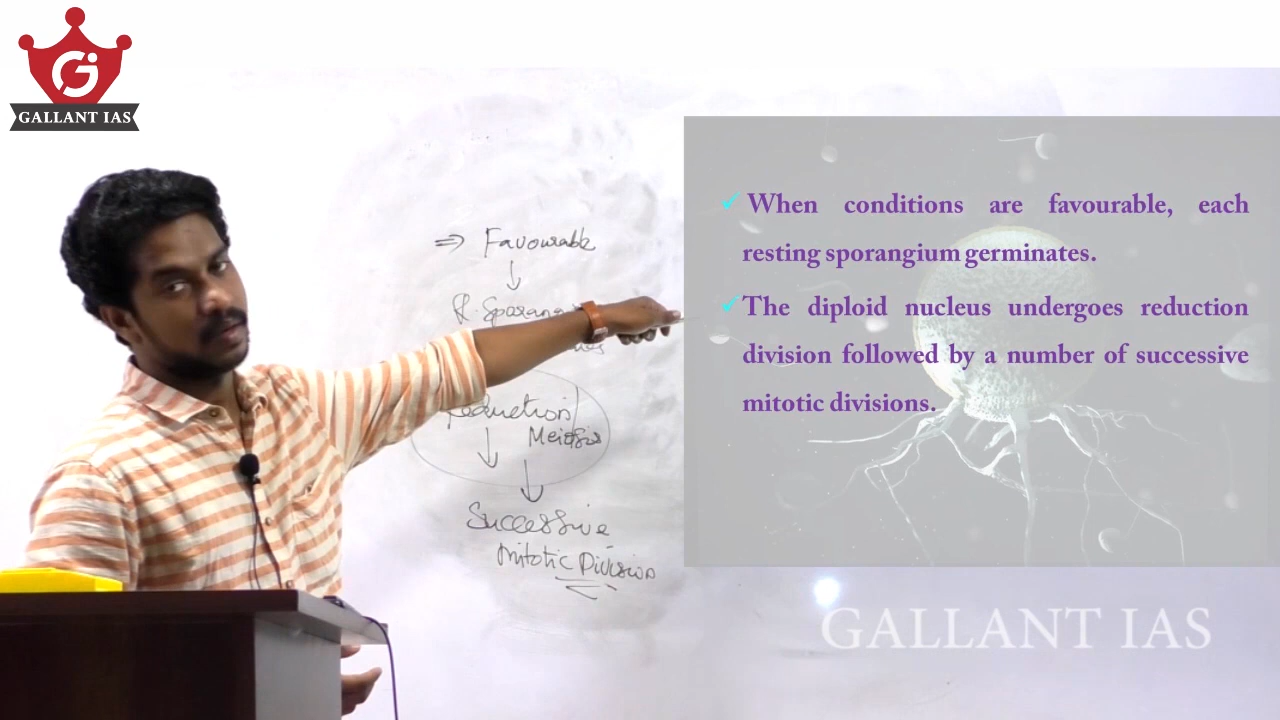 GALLANT IAS
⇒ Favourable
↓
R. Sporang
Reduction/
Meiosis
↓ ↓
Successive
Mitotic Division
✓ When conditions are favourable, each
resting sporangium germinates.
✓ The diploid nucleus undergoes reduction
division followed by a number of successive
mitotic divisions.
GALLANT IAS